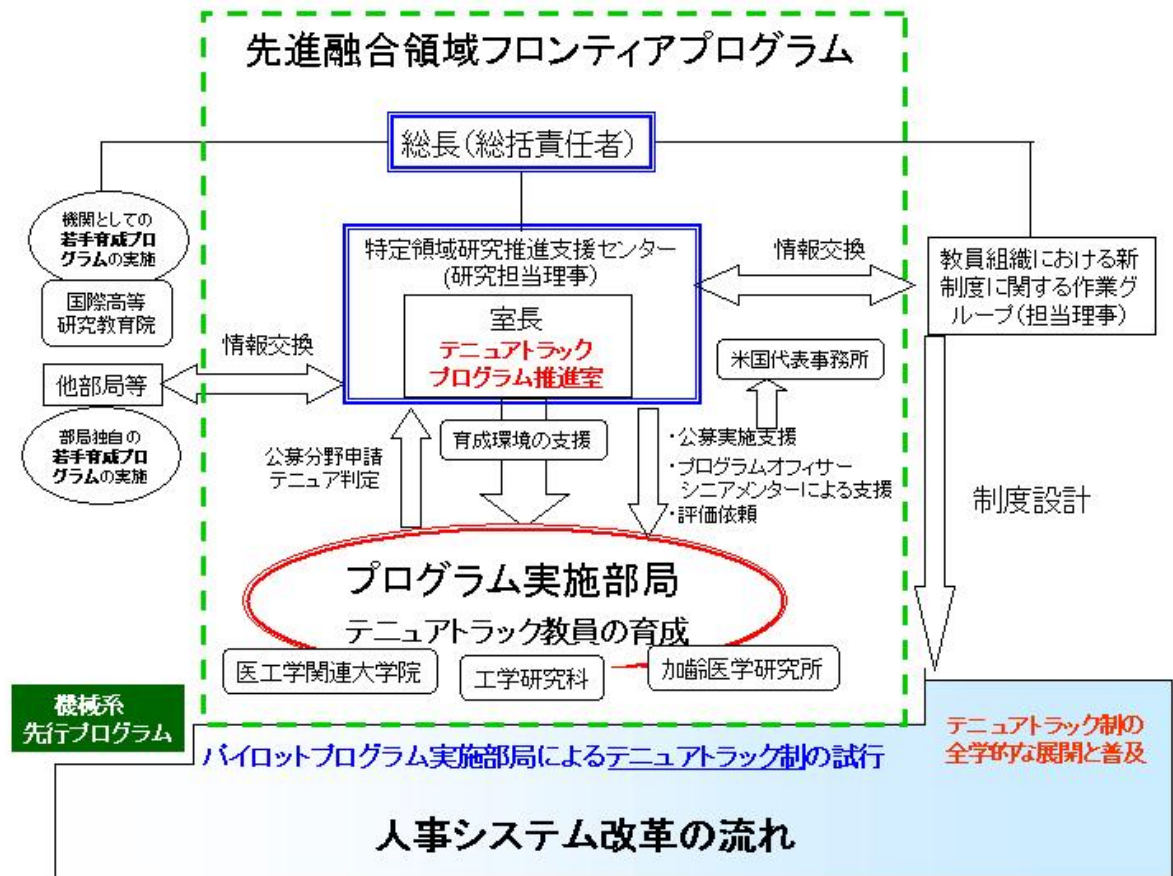 先進融合領域フロンティアプログラム
総長(総括責任者)
機関としての
若手育成プロ
グラムの実施
国際高等
研究教育院
特定領域研究推進支援センター
(研究担当理事)
室長
テニュアトラック
プログラム推進室
情報交換
教員組織における新
制度に関する作業グ
ループ(担当理事)
情報交換
他部局等
部局独自の
若手育成プロ
グラムの実施
米国代表事務所
公募分野申請
テニュア判定
育成環境の支援
・公募実施支援
・プログラムオフィサー
シニアメンターによる支援
・評価依頼
制度設計
プログラム実施部局
テニュアトラック教員の育成
医工学関連大学院
工学研究科
加齢医学研究所
機械系
先行プログラム
パイロットプログラム実施部局によるテニュアトラック制の試行
テニュアトラック制の
全学的な展開と普及
人事システム改革の流れ